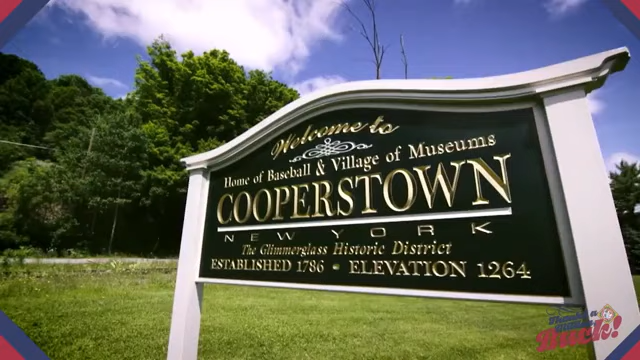 Welcome to
Home of Baseball & Village of Museums
COOPERSTOWN
NEW YORK
The Glimmerglass Historic District
ESTABLISHED 1786 - ELEVATION 1264
Buck!